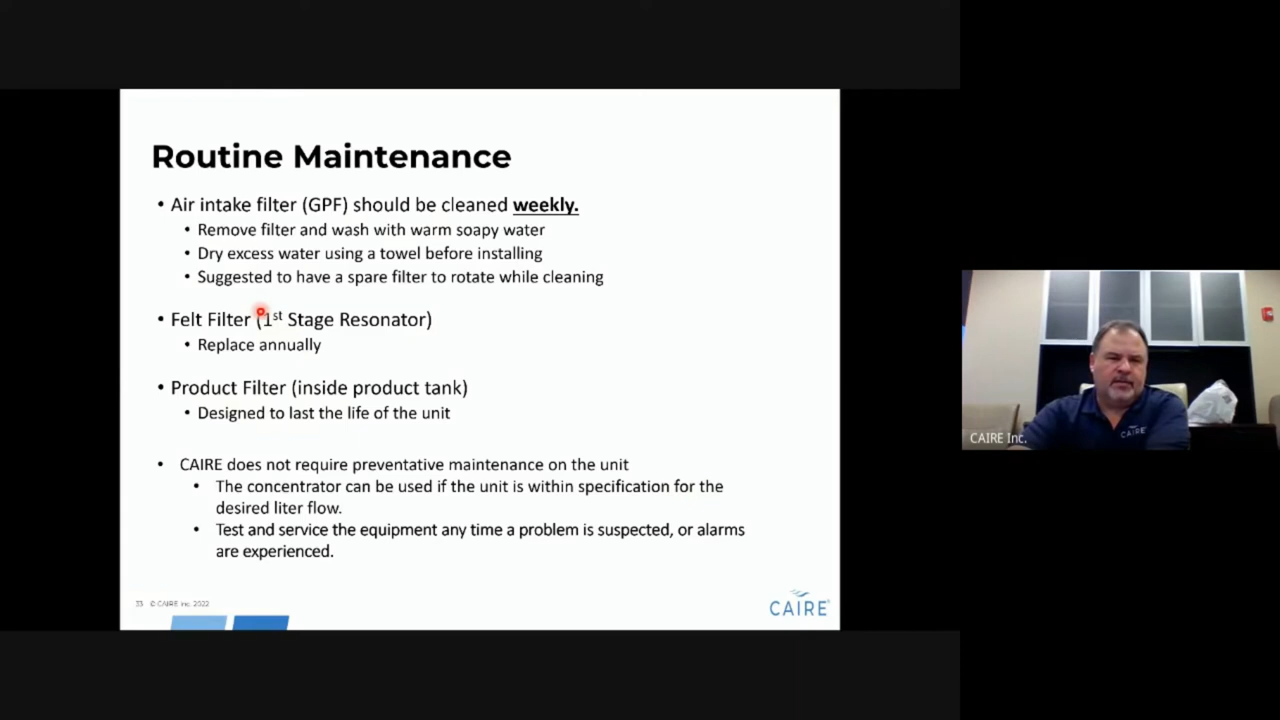 Routine Maintenance
• Air intake filter (GPF) should be cleaned weekly.
• Remove filter and wash with warm soapy water
• Dry excess water using a towel before installing
• Suggested to have a spare filter to rotate while cleaning
• Felt Filter (1st Stage Resonator)
• Replace annually
• Product Filter (inside product tank)
• Designed to last the life of the unit
• CAIRE does not require preventative maintenance on the unit
• The concentrator can be used if the unit is within specification for the
desired liter flow.
• Test and service the equipment any time a problem is suspected, or alarms
are experienced.
33 © CAIRE Inc. 2022
CAIRE
CAIRE
CAIRE Inc.